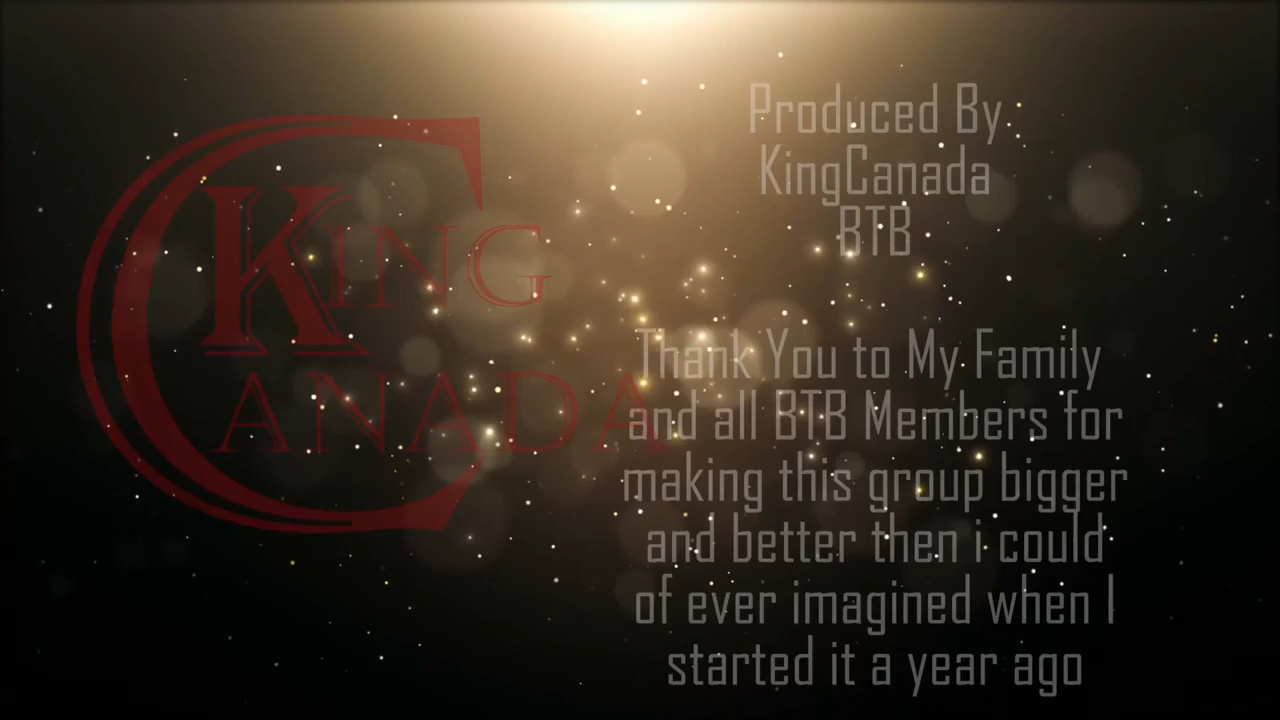 King
Canada
Produced By
KingCanada
BTB
Thank You to My Family
and all BTB Members for
making this group bigger
and better then i could
of ever imagined when I
started it a year ago